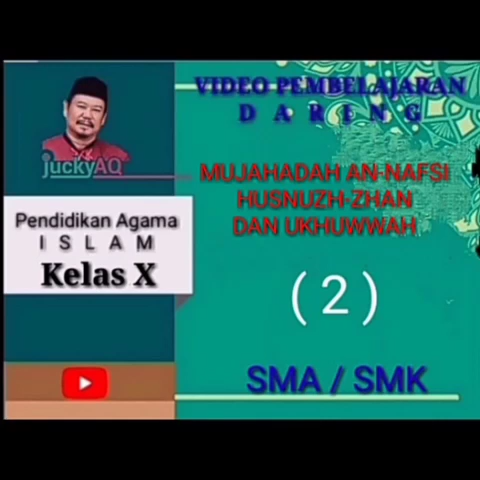 VIDEO PEMBELAJARAN
D A R I N G
juckyAQ
MUJAHADAH AN-NAFSI
HUSNUZH-ZHAN
DAN UKHUWWAH
Pendidikan Agama
I S L A M
Kelas X
( 2 )
SMA / SMK